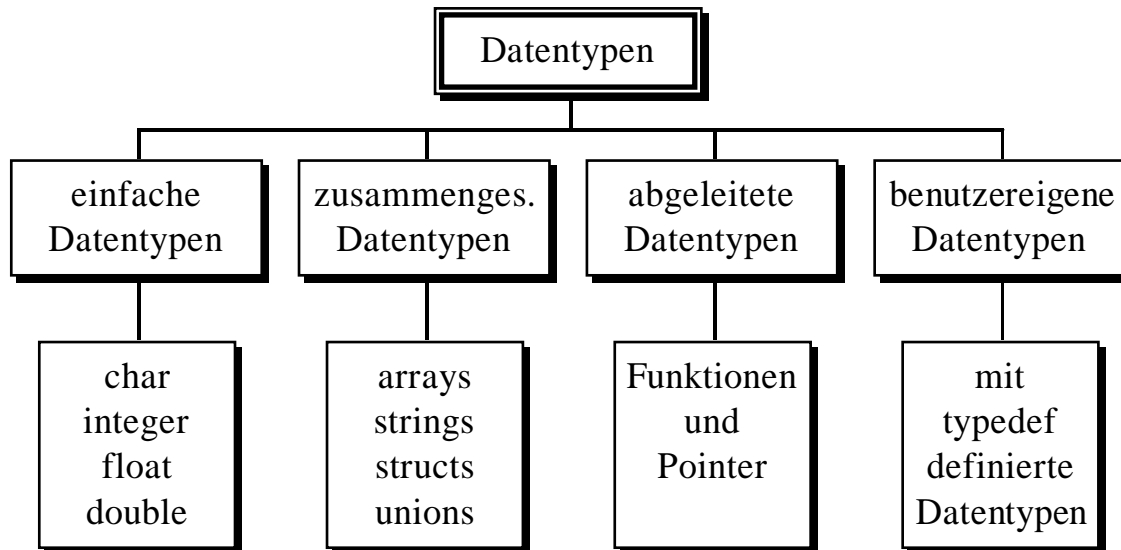 Datentypen
einfache
Datentypen
zusammenges.
Datentypen
abgeleitete
Datentypen
benutzereigene
Datentypen
char
integer
float
double
arrays
strings
structs
unions
Funktionen
und
Pointer
mit
typedef
definierte
Datentypen